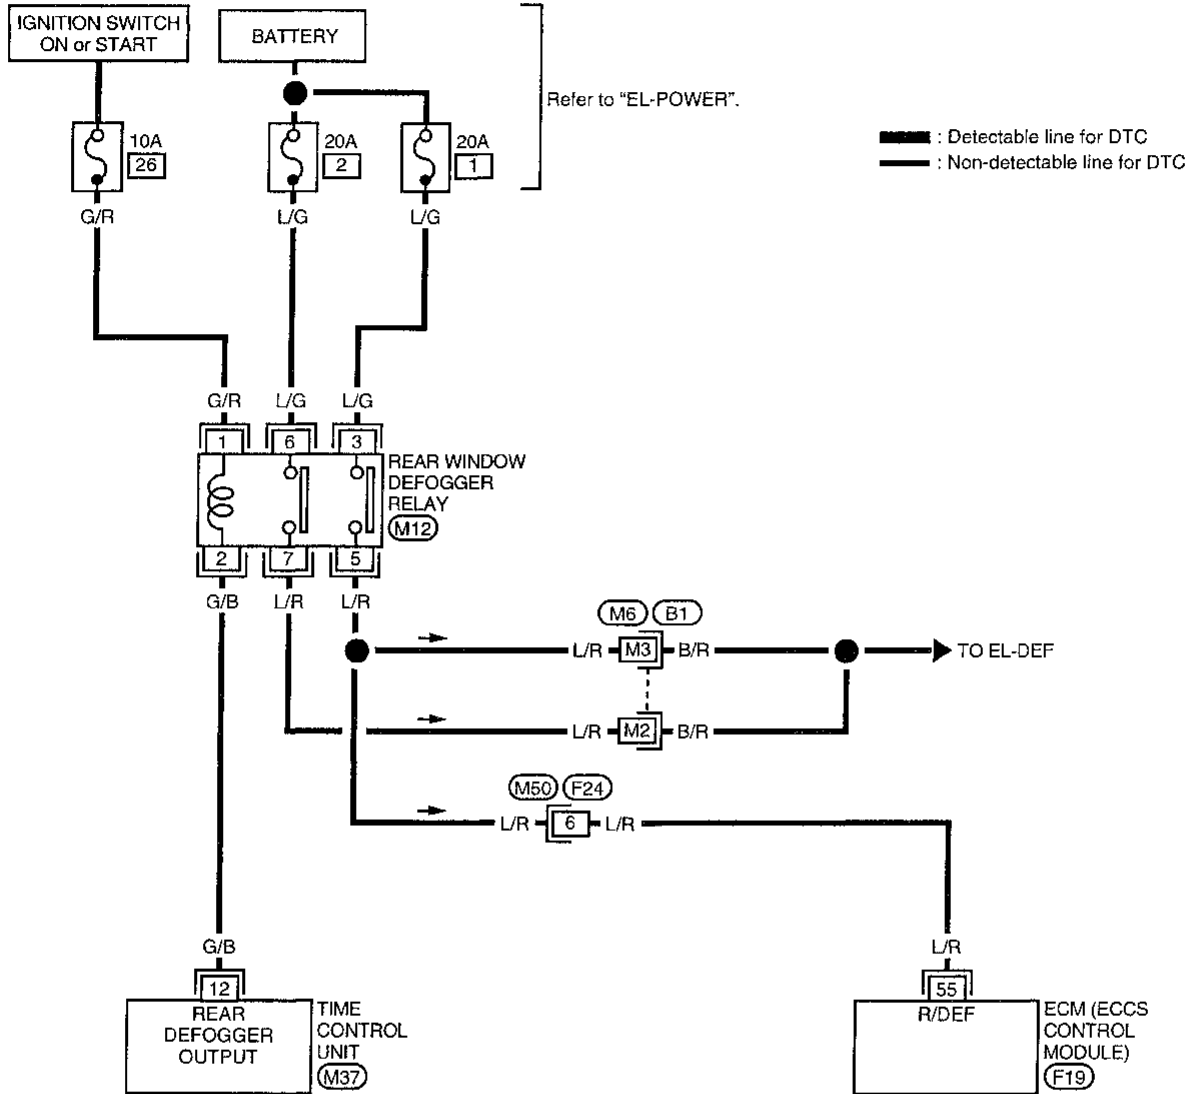 IGNITION SWITCH
ON or START
BATTERY
Refer to "EL-POWER".
: Detectable line for DTC
: Non-detectable line for DTC
10A
26
20A
2
20A
1
G/R
L/G
L/G
G/R
L/G
L/G
1
6
3
REAR WINDOW
DEFOGGER
RELAY
M12
2
7
5
G/B
L/R
L/R
M6
B1
L/R
M3
B/R
TO EL-DEF
L/R
M2
B/R
M50
F24
L/R
6
L/R
G/B
L/R
12
REAR
DEFOGGER
OUTPUT
TIME
CONTROL
UNIT
M37
55
R/DEF
ECM (ECCS
CONTROL
MODULE)
F19